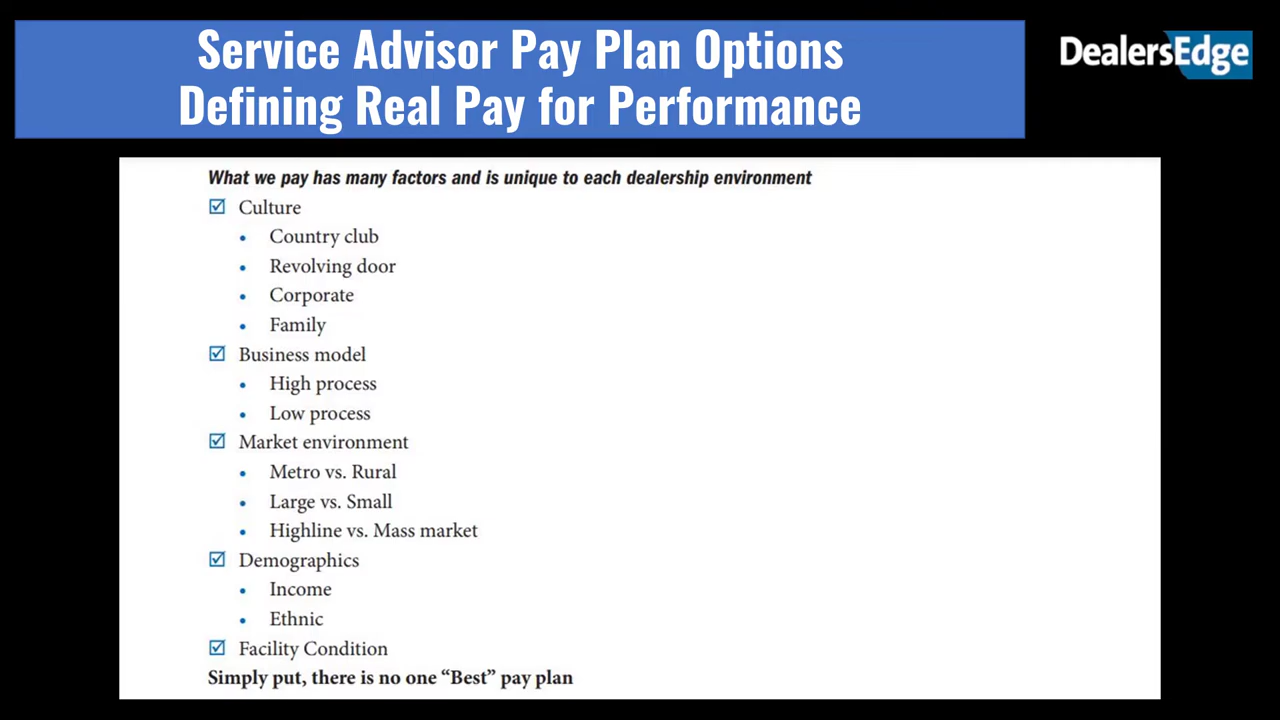 Service Advisor Pay Plan Options
Defining Real Pay for Performance
DealersEdge
What we pay has many factors and is unique to each dealership environment
☑ Culture
• Country club
• Revolving door
• Corporate
• Family
☑ Business model
• High process
• Low process
☑ Market environment
• Metro vs. Rural
• Large vs. Small
• Highline vs. Mass market
☑ Demographics
• Income
• Ethnic
☑ Facility Condition
Simply put, there is no one “Best” pay plan